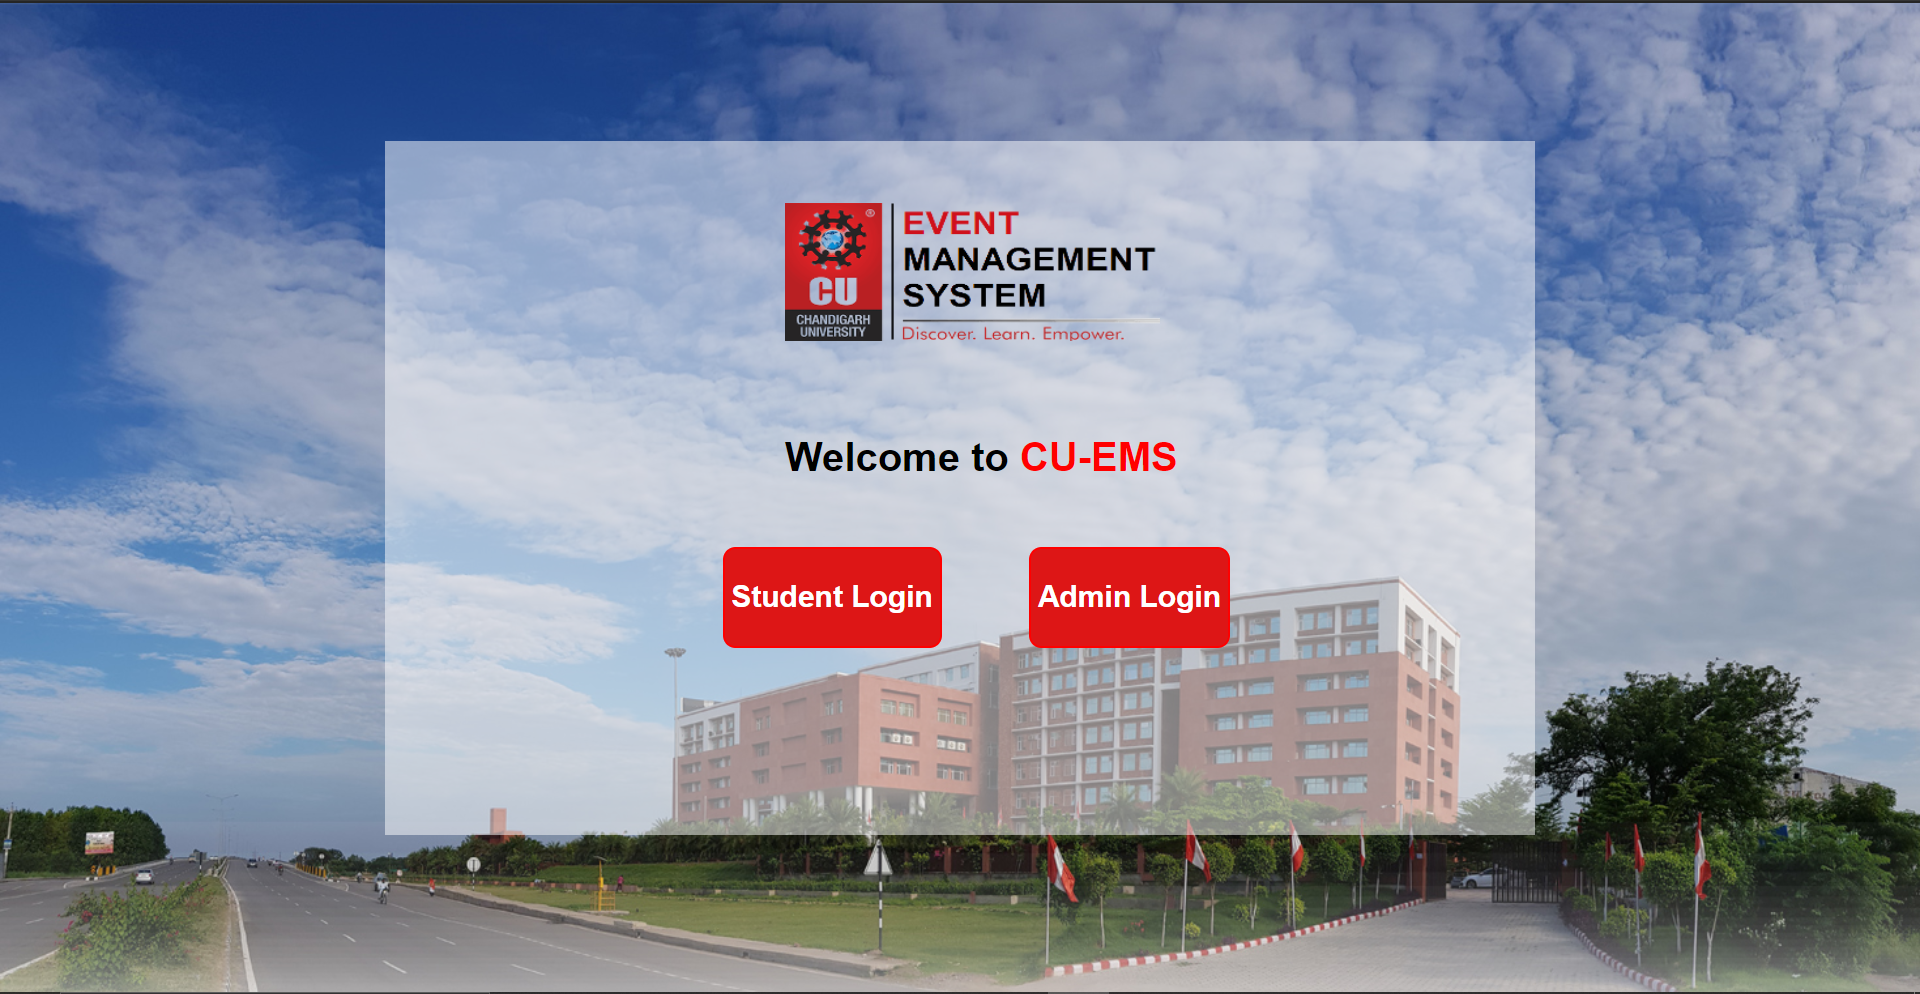 ®
CU
CHANDIGARH
UNIVERSITY
EVENT
MANAGEMENT
SYSTEM
Discover. Learn. Empower.
Welcome to CU-EMS
Student Login
Admin Login